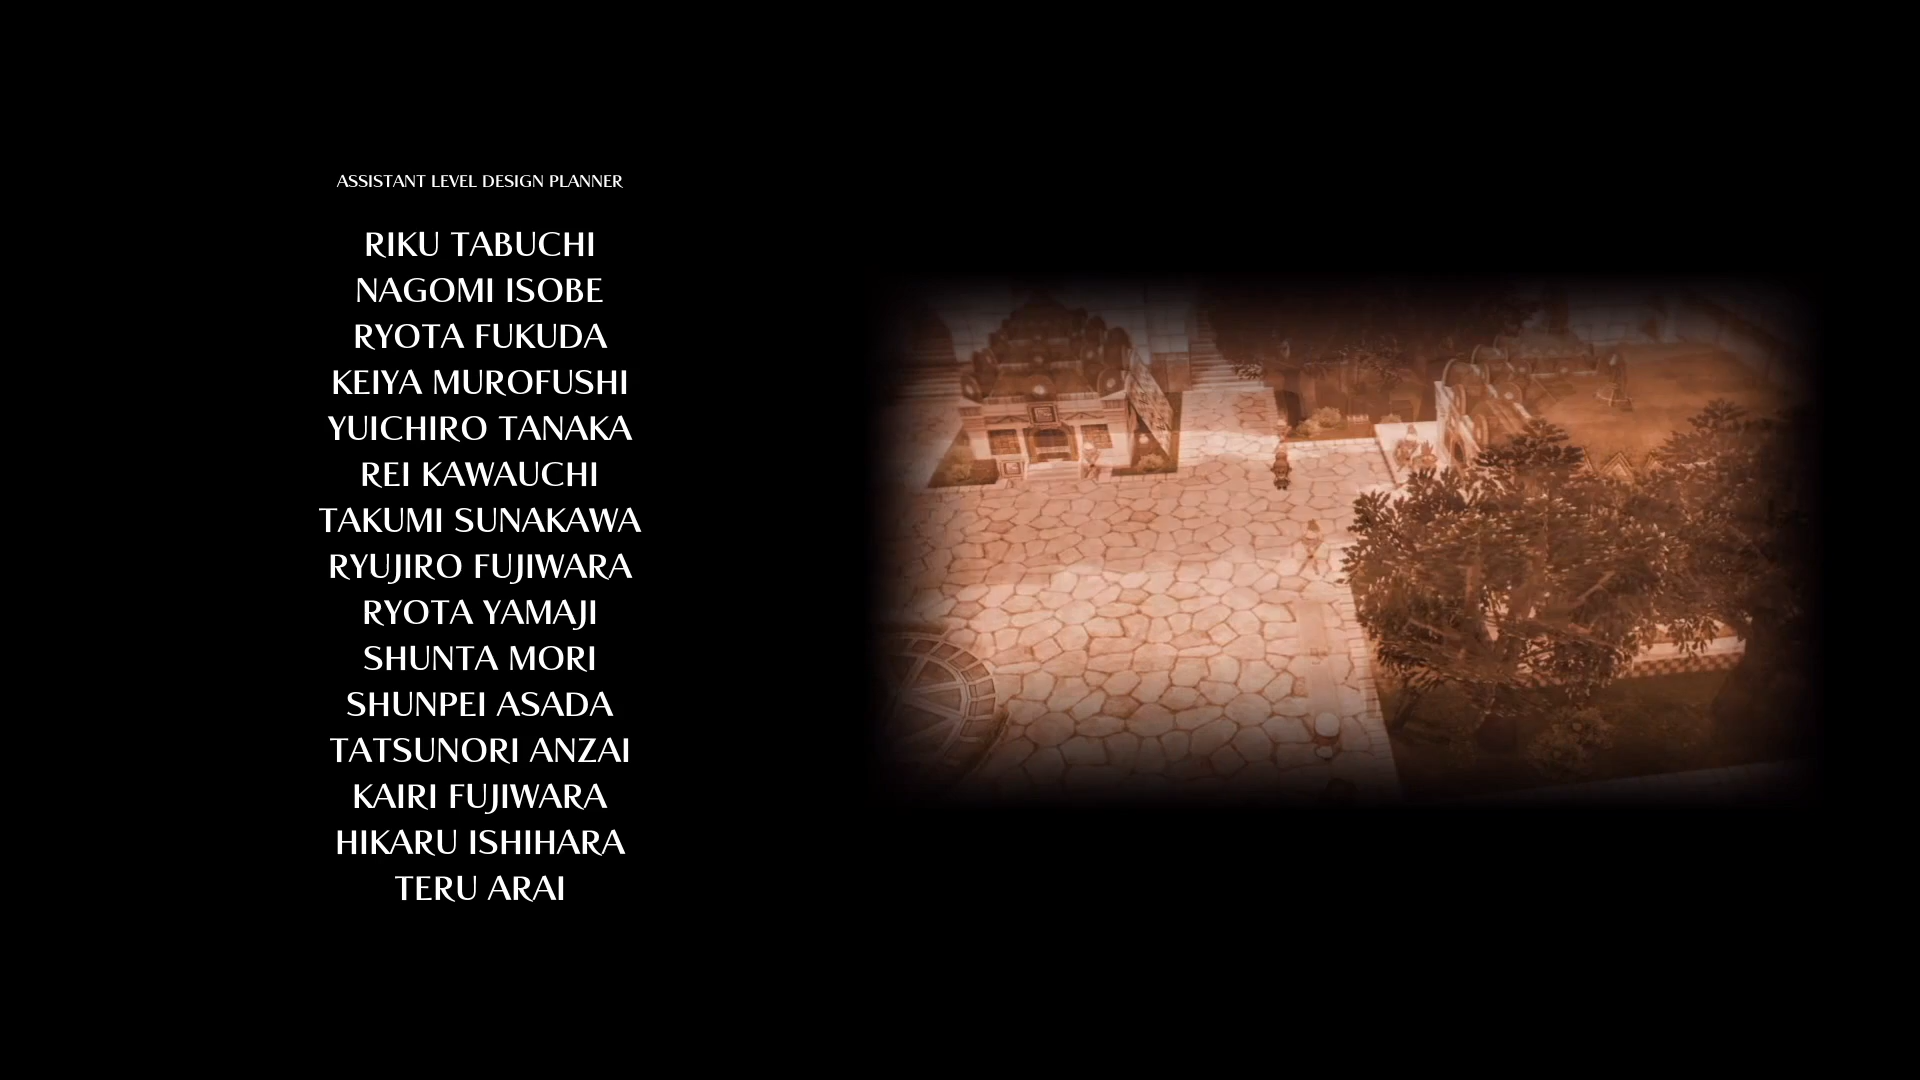 ASSISTANT LEVEL DESIGN PLANNER
RIKU TABUCHI
NAGOMI ISOBE
RYOTA FUKUDA
KEIYA MUROFUSHI
YUICHIRO TANAKA
REI KAWAUCHI
TAKUMI SUNAKAWA
RYUJIRO FUJIWARA
RYOTA YAMAJI
SHUNTA MORI
SHUNPEI ASADA
TATSUNORI ANZAI
KAIRI FUJIWARA
HIKARU ISHIHARA
TERU ARAI